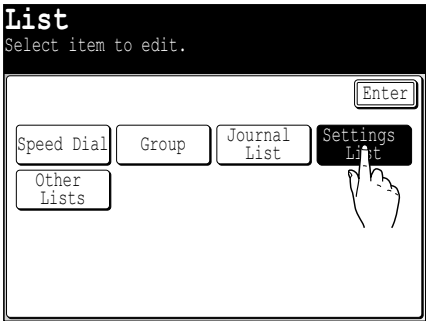 List
Select item to edit.
Enter
Speed Dial
Group
Journal
List
Settings
List
Other
Lists